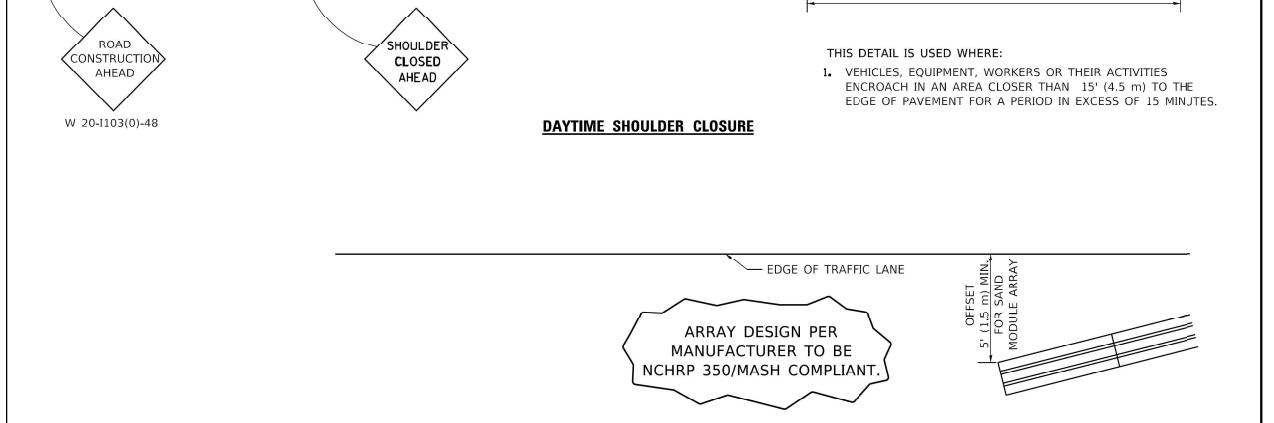 ROAD
CONSTRUCTION
AHEAD
W 20-I103(0)-48
SHOULDER
CLOSED
AHEAD
THIS DETAIL IS USED WHERE:
1. VEHICLES, EQUIPMENT, WORKERS OR THEIR ACTIVITIES
ENCROACH IN AN AREA CLOSER THAN 15' (4.5 m) TO THE
EDGE OF PAVEMENT FOR A PERIOD IN EXCESS OF 15 MINUTES.
DAYTIME SHOULDER CLOSURE
EDGE OF TRAFFIC LANE
OFFSET
5' (1.5 m) MIN.
FOR SAND
MODULE ARRAY
ARRAY DESIGN PER
MANUFACTURER TO BE
NCHRP 350/MASH COMPLIANT.